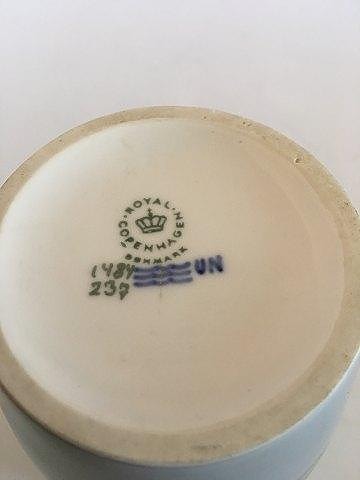 ROYAL
COPENHAGEN
DENMARK
1484 UN
237